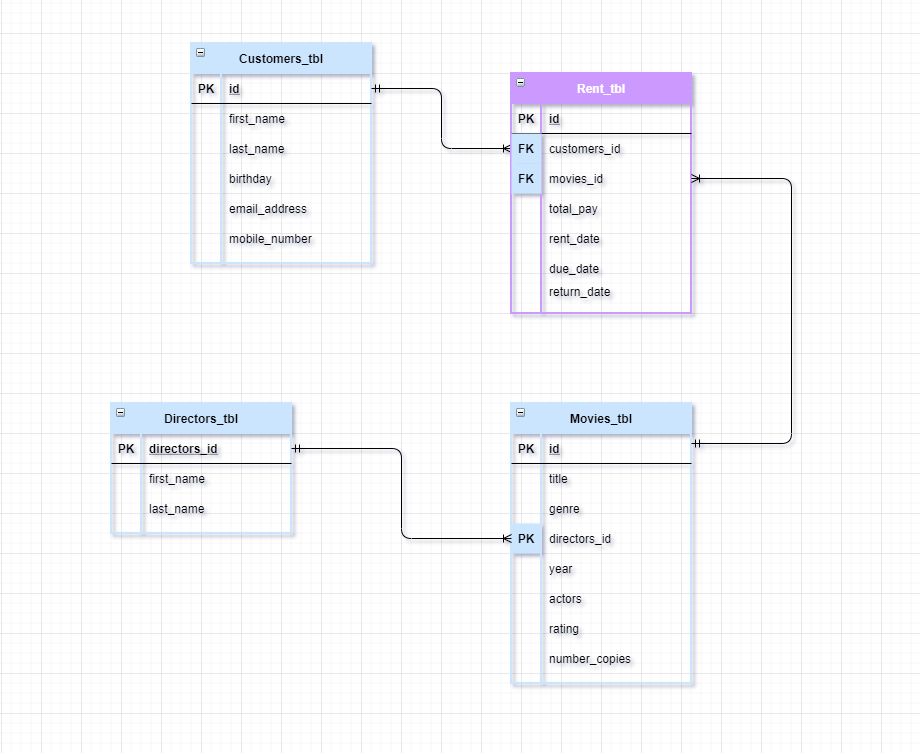 Customers_tbl
PK id
first_name
last_name
birthday
email_address
mobile_number
Rent_tbl
PK id
FK customers_id
FK movies_id
total_pay
rent_date
due_date
return_date
Directors_tbl
PK directors_id
first_name
last_name
Movies_tbl
PK id
title
genre
PK directors_id
year
actors
rating
number_copies